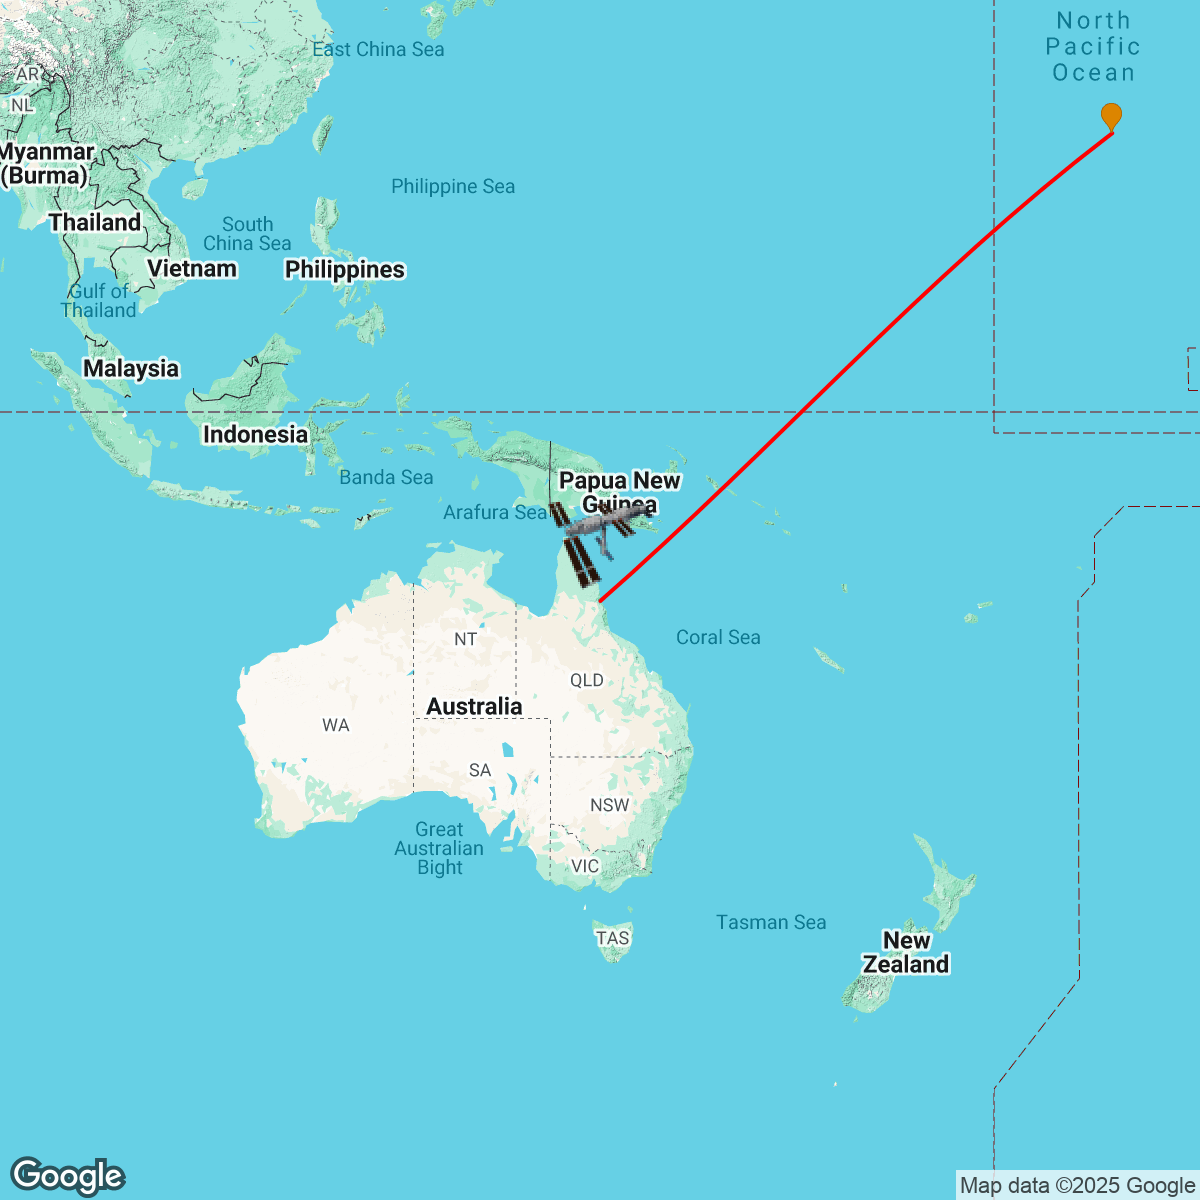 North
Pacific
Ocean
East China Sea
AR
NL
Myanmar
(Burma)
Philippine Sea
Thailand
South
China Sea
Vietnam
Philippines
Gulf of
Thailand
Malaysia
Indonesia
Banda Sea
Papua New
Guinea
Arafura Sea
Coral Sea
NT
QLD
Australia
WA
SA
NSW
Great
Australian
Bight
VIC
Tasman Sea
TAS
New
Zealand
Google
Map data ©2025 Google